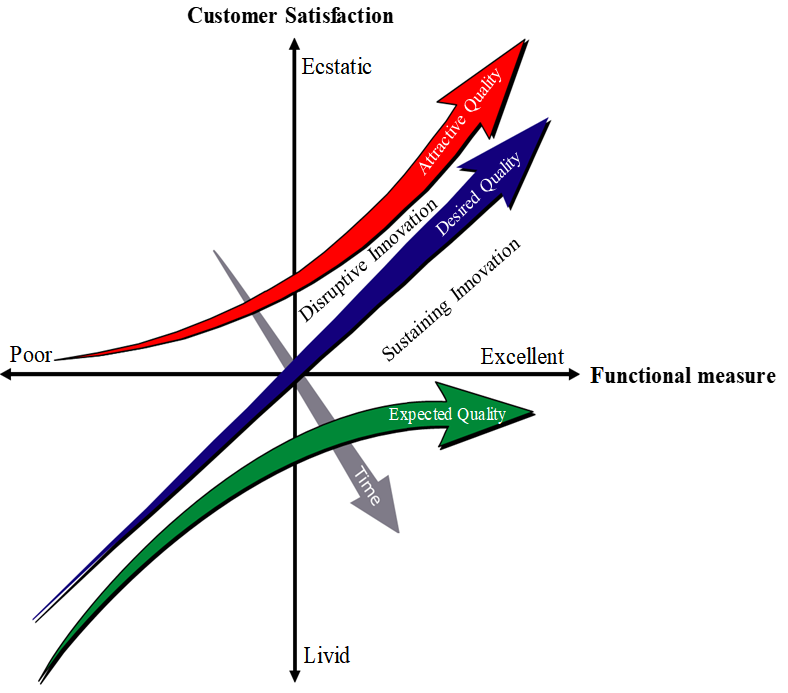 Customer Satisfaction
Ecstatic
Attractive Quality
Desired Quality
Disruptive Innovation
Sustaining Innovation
Poor
Excellent
Functional measure
Expected Quality
Time
Livid